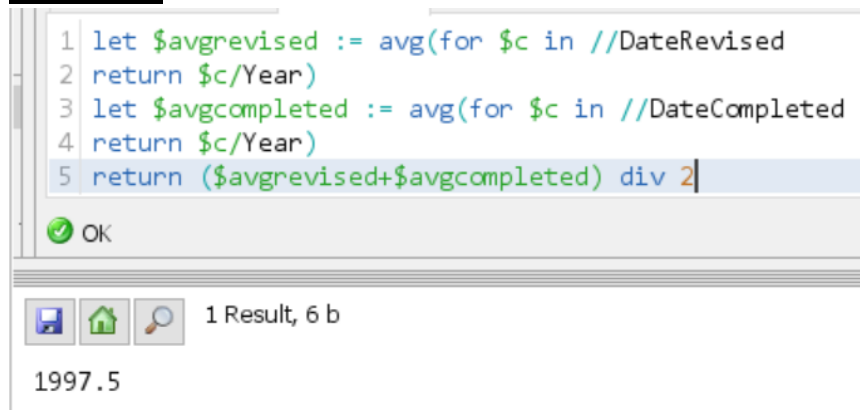 1 let $avgrevised := avg(for $c in //DateRevised
2 return $c/Year)
3 let $avgcompleted := avg(for $c in //DateCompleted
4 return $c/Year)
5 return ($avgrevised+$avgcompleted) div 2
OK
1 Result, 6 b
1997.5